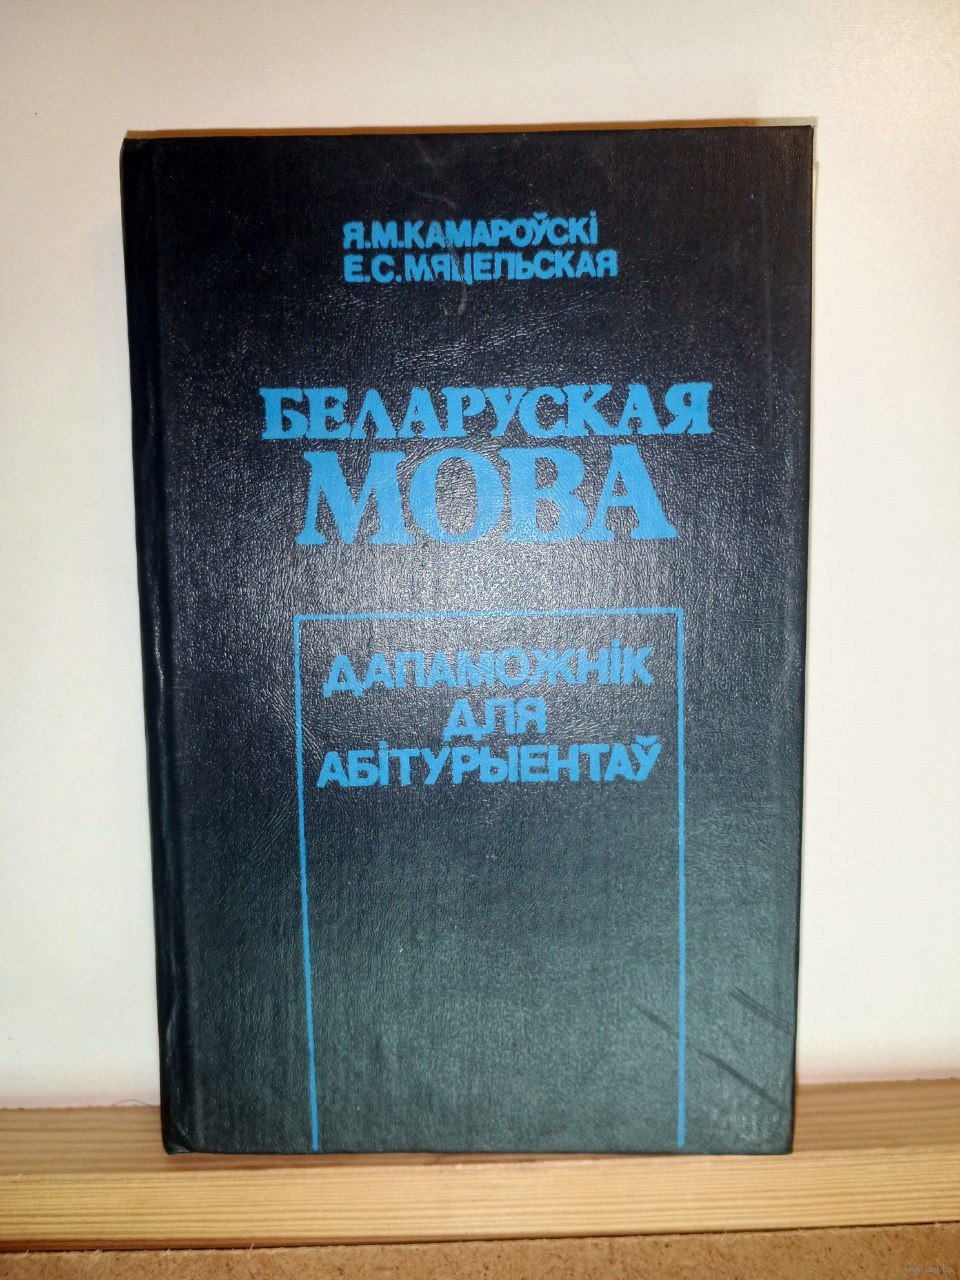 Я.М.КАМАРОЎСКІ
Е.С.МЯЦЕЛЬСКАЯ
БЕЛАРУСКАЯ
МОВА
ДАПАМОЖНІК
ДЛЯ
АБІТУРЫЕНТАЎ